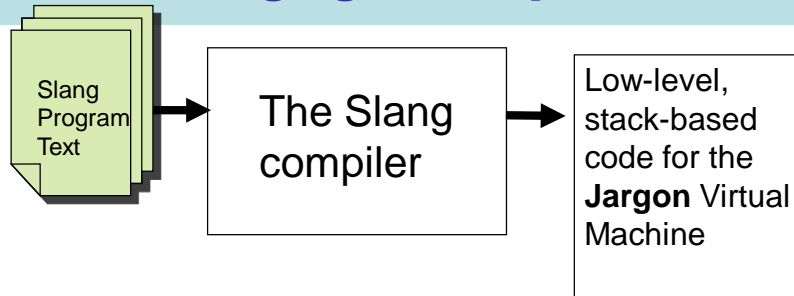 Slang
Program
Text
The Slang
compiler
Low-level,
stack-based
code for the
Jargon Virtual
Machine